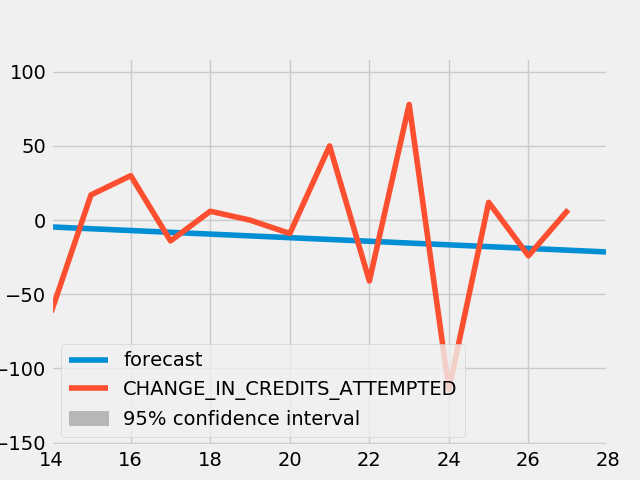 100
50
0
−50
−100
−150
forecast
CHANGE_IN_CREDITS_ATTEMPTED
95% confidence interval
14 16 18 20 22 24 26 28